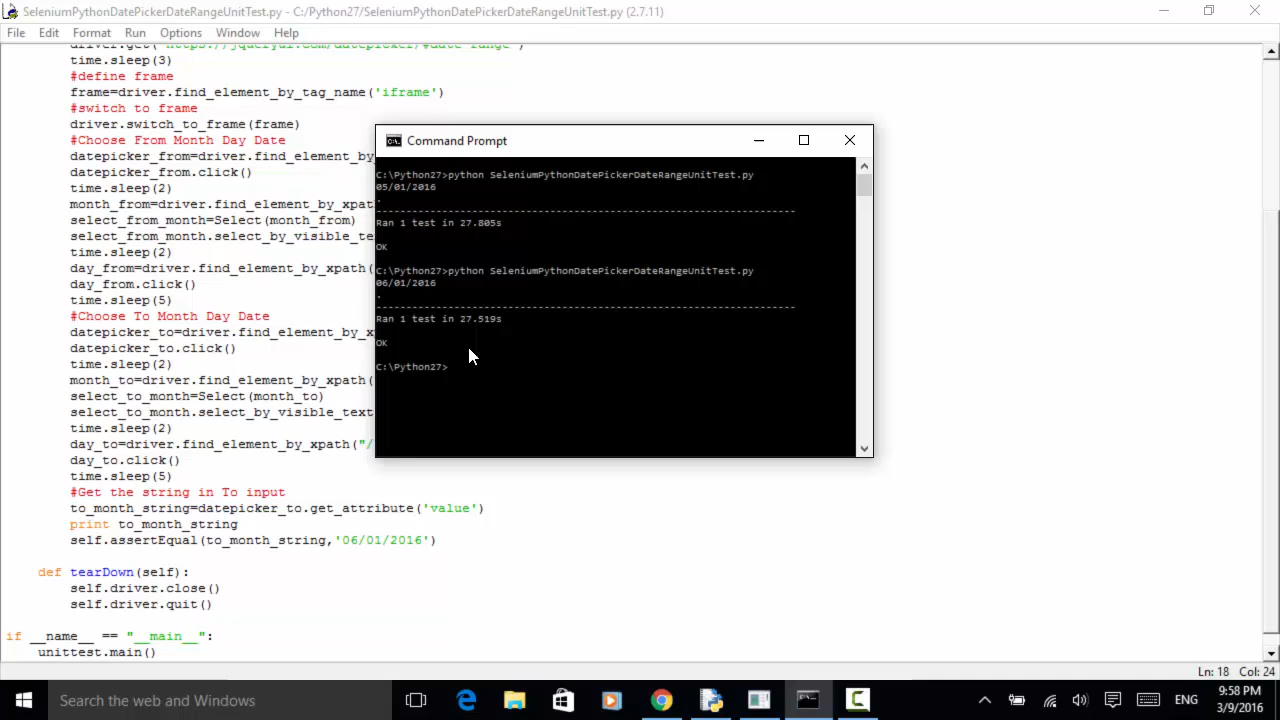 SeleniumPythonDatePickerDateRangeUnitTest.py - C:/Python27/SeleniumPythonDatePickerDateRangeUnitTest.py (2.7.11)
File Edit Format Run Options Window Help
driver.get('https://jqueryui.com/datepicker/#date-range')
time.sleep(3)
#define frame
frame=driver.find_element_by_tag_name('iframe')
#switch to frame
driver.switch_to_frame(frame)
#Choose From Month Day Date
datepicker_from=driver.find_element_by_
datepicker_from.click()
time.sleep(2)
month_from=driver.find_element_by_xpat
select_from_month=Select(month_from)
select_from_month.select_by_visible_te
time.sleep(2)
day_from=driver.find_element_by_xpath(
day_from.click()
time.sleep(5)
#Choose To Month Day Date
datepicker_to=driver.find_element_by_x
datepicker_to.click()
time.sleep(2)
month_to=driver.find_element_by_xpath(
select_to_month=Select(month_to)
select_to_month.select_by_visible_text
time.sleep(2)
day_to=driver.find_element_by_xpath("/
day_to.click()
time.sleep(5)
#Get the string in To input
to_month_string=datepicker_to.get_attribute('value')
print to_month_string
self.assertEqual(to_month_string,'06/01/2016')
def tearDown(self):
self.driver.close()
self.driver.quit()
if __name__ == "__main__":
unittest.main()
Command Prompt
C:\Python27>python SeleniumPythonDatePickerDateRangeUnitTest.py
05/01/2016
.
----------------------------------------------------------------------
Ran 1 test in 27.805s
OK
C:\Python27>python SeleniumPythonDatePickerDateRangeUnitTest.py
06/01/2016
.
----------------------------------------------------------------------
Ran 1 test in 27.519s
OK
C:\Python27>
Ln: 18 Col: 24
Search the web and Windows
ENG
9:58 PM
3/9/2016